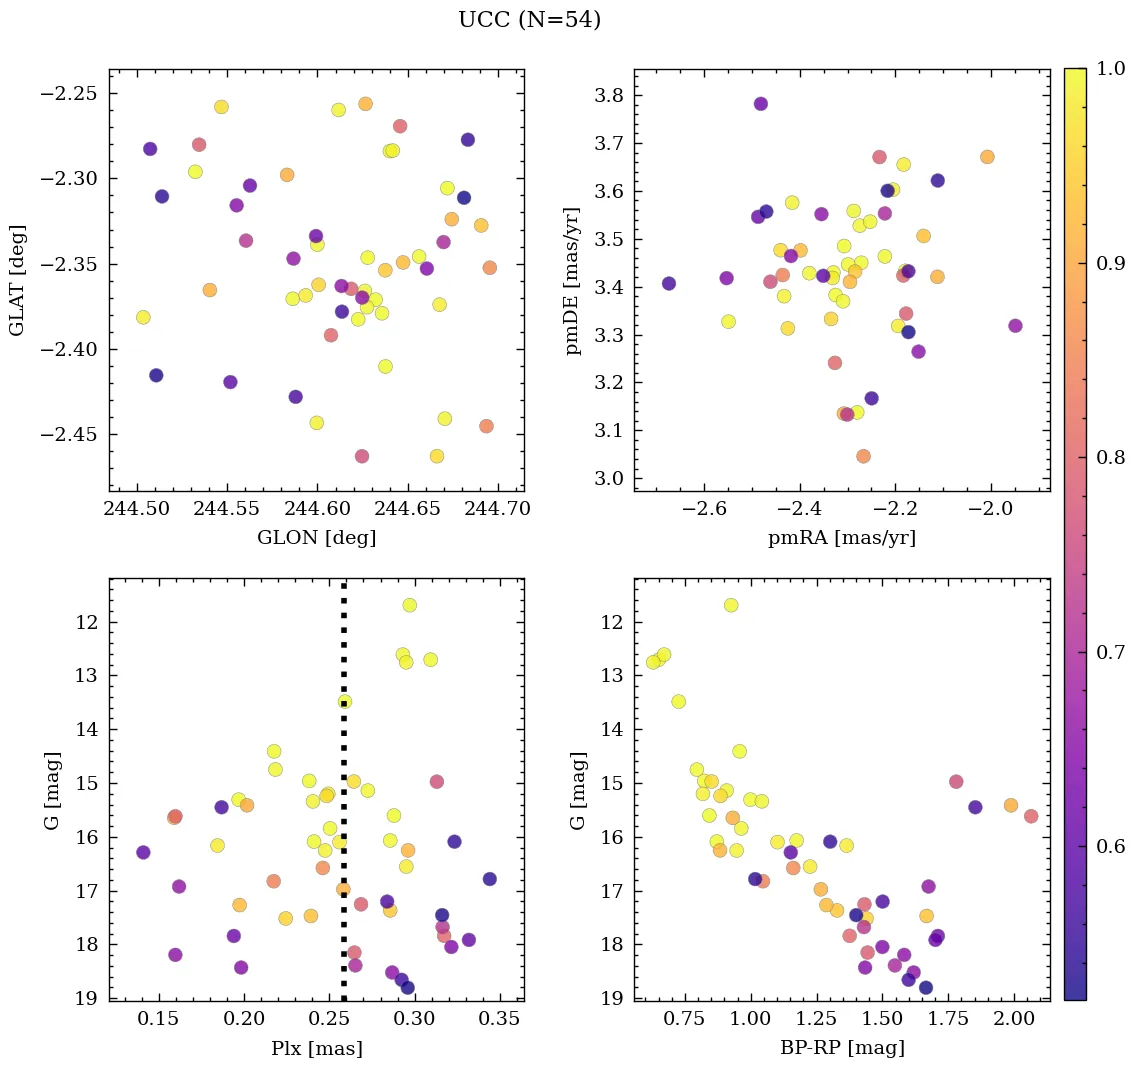 UCC (N=54)
−2.25
−2.30
−2.35
−2.40
−2.45
GLAT [deg]
244.50 244.55 244.60 244.65 244.70
GLON [deg]
3.8
3.7
3.6
3.5
3.4
3.3
3.2
3.1
3.0
pmDE [mas/yr]
−2.6 −2.4 −2.2 −2.0
pmRA [mas/yr]
1.0
0.9
0.8
0.7
0.6
12
13
14
15
16
17
18
19
G [mag]
0.15 0.20 0.25 0.30 0.35
Plx [mas]
12
13
14
15
16
17
18
19
G [mag]
0.75 1.00 1.25 1.50 1.75 2.00
BP-RP [mag]